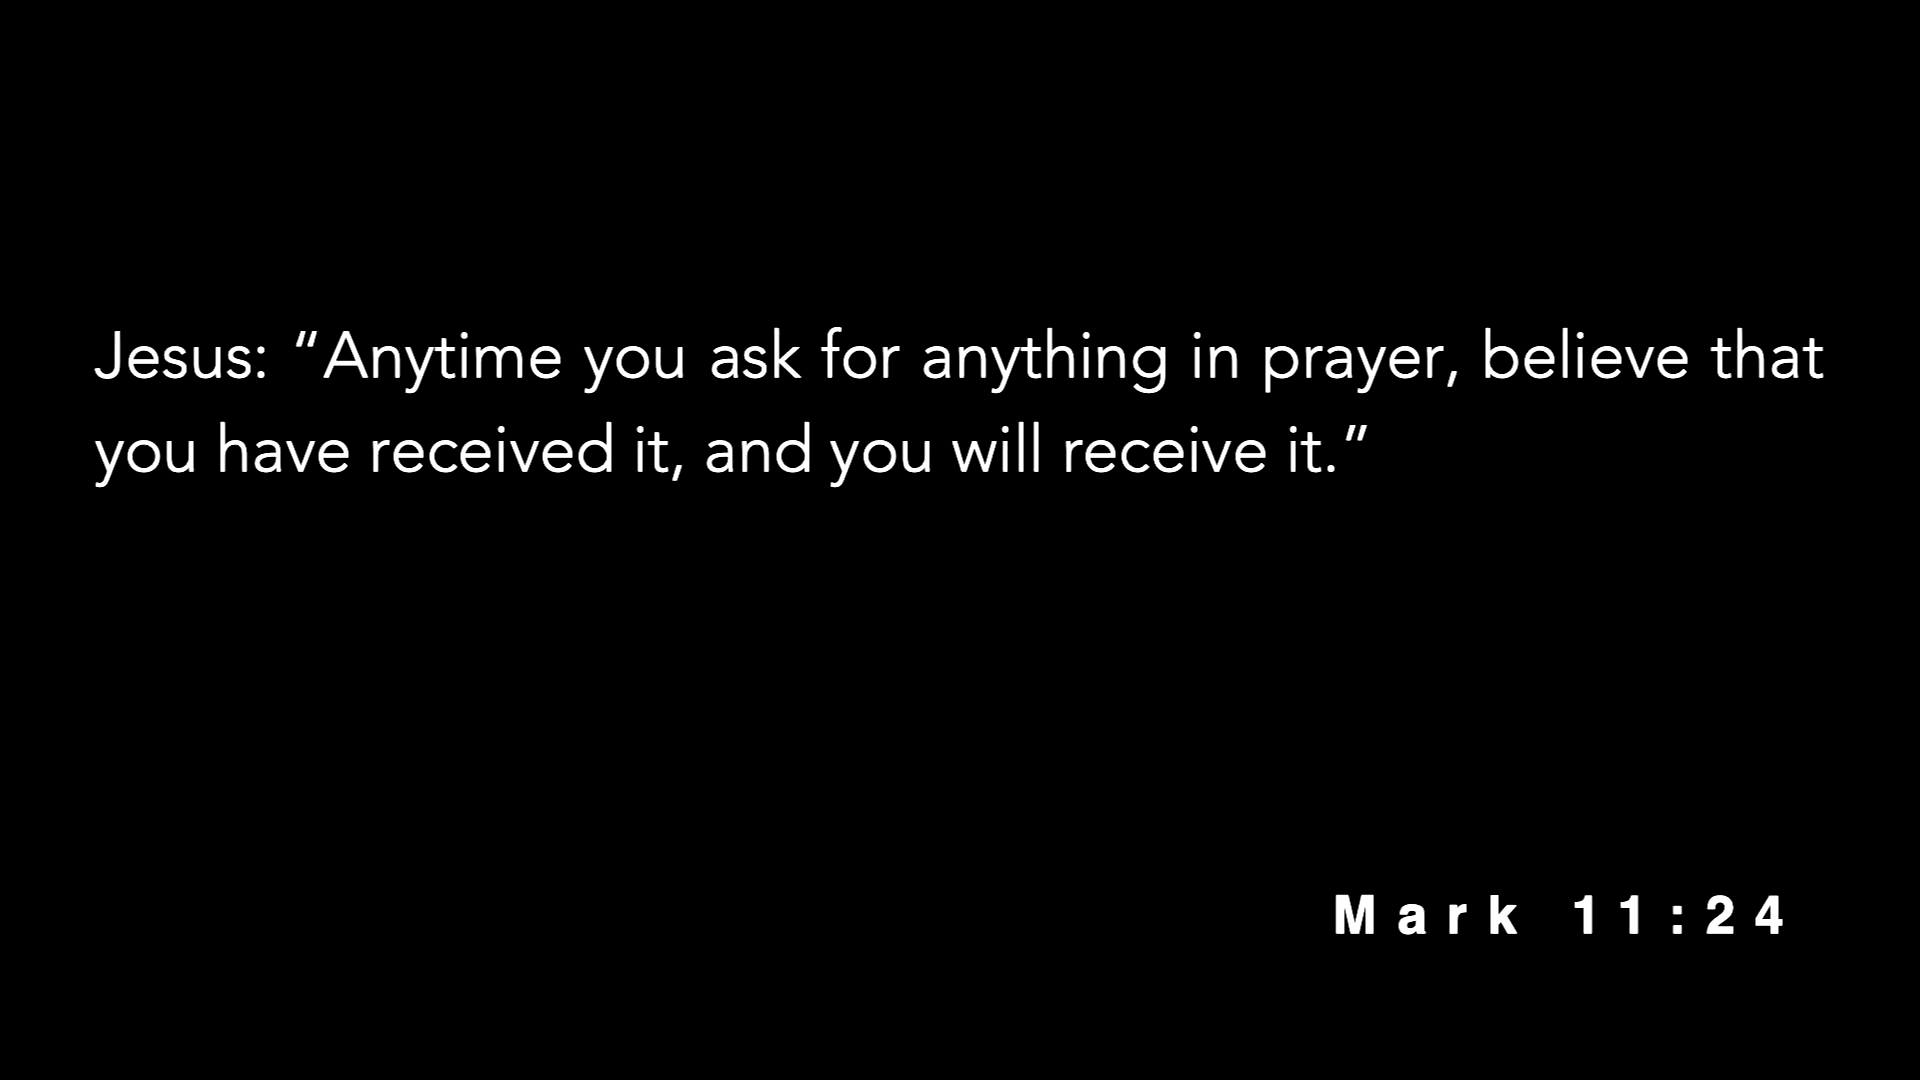 Jesus: “Anytime you ask for anything in prayer, believe that
you have received it, and you will receive it.”
Mark 11:24